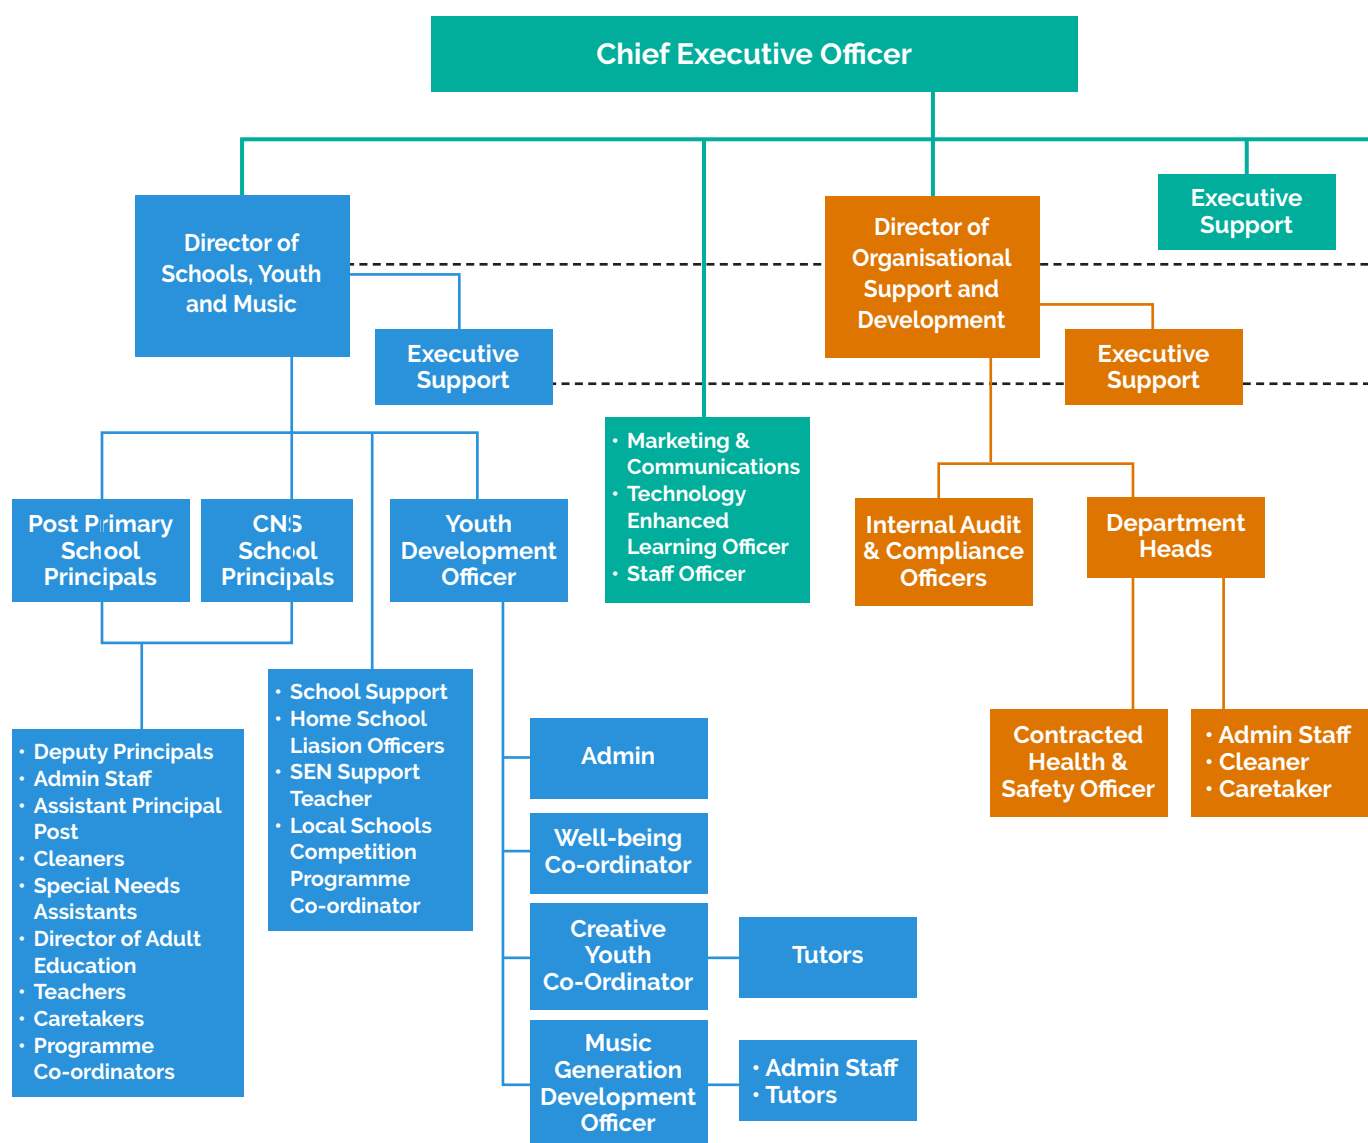 Chief Executive Officer
Executive
Support
Director of
Schools, Youth
and Music
Director of
Organisational
Support and
Development
Executive
Support
Executive
Support
• Marketing &
Communications
• Technology
Enhanced
Learning Officer
• Staff Officer
Post Primary
School
Principals
CNS
School
Principals
Youth
Development
Officer
Internal Audit
& Compliance
Officers
Department
Heads
• Deputy Principals
• Admin Staff
• Assistant Principal
Post
• Cleaners
• Special Needs
Assistants
• Director of Adult
Education
• Teachers
• Caretakers
• Programme
Co-ordinators
• School Support
• Home School
Liasion Officers
• SEN Support
Teacher
• Local Schools
Competition
Programme
Co-ordinator
Admin
Well-being
Co-ordinator
Creative
Youth
Co-Ordinator
Tutors
Music
Generation
Development
Officer
• Admin Staff
• Tutors
Contracted
Health &
Safety Officer
• Admin Staff
• Cleaner
• Caretaker